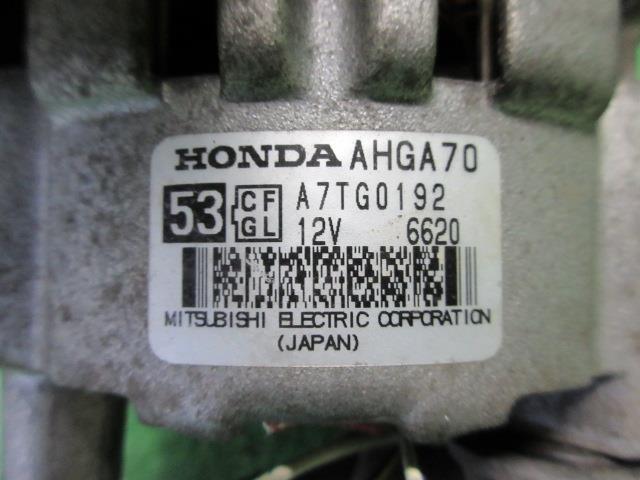 HONDA AHGA70
53 CF GL A7TG0192
12V 6620
MITSUBISHI ELECTRIC CORPORATION
(JAPAN)